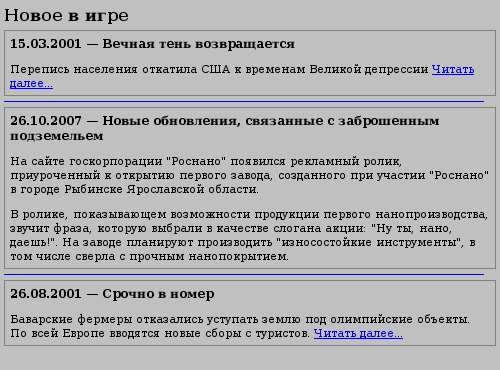 Новое в игре
15.03.2001 — Вечная тень возвращается
Перепись населения откатила США к временам Великой депрессии Читать
далее...
26.10.2007 — Новые обновления, связанные с заброшенным
подземельем
На сайте госкорпорации "Роснано" появился рекламный ролик,
приуроченный к открытию первого завода, созданного при участии "Роснано"
в городе Рыбинске Ярославской области.
В ролике, показывающем возможности продукции первого нанопроизводства,
звучит фраза, которую выбрали в качестве слогана акции: "Ну ты, нано,
даешь!". На заводе планируют производить "износостойкие инструменты", в
том числе сверла с прочным нанопокрытием.
26.08.2001 — Срочно в номер
Баварские фермеры отказались уступать землю под олимпийские объекты.
По всей Европе вводятся новые сборы с туристов. Читать далее...